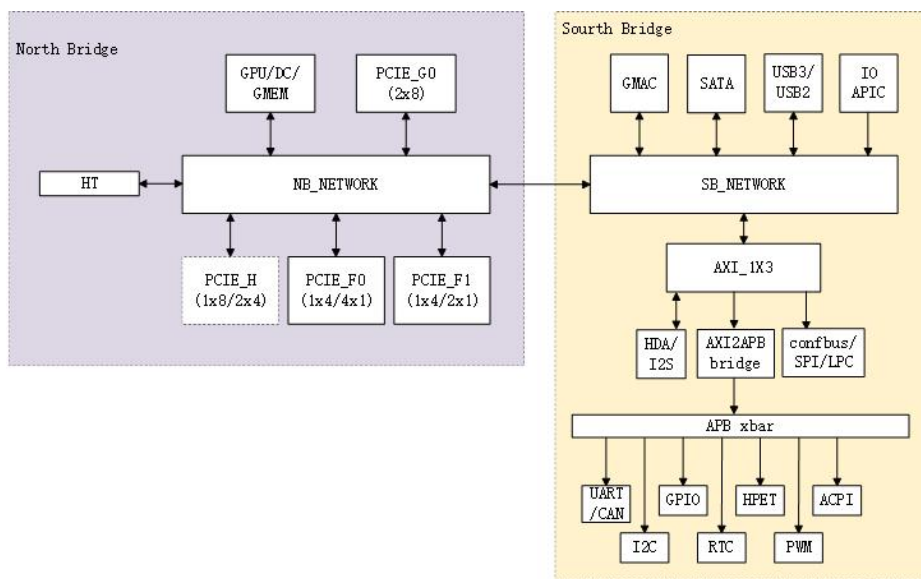 North Bridge
GPU/DC/
GMEM
PCIE_G0
(2x8)
HT
NB_NETWORK
PCIE_H
(1x8/2x4)
PCIE_F0
(1x4/4x1)
PCIE_F1
(1x4/2x1)
Sourth Bridge
GMAC
SATA
USB3/
USB2
IO
APIC
SB_NETWORK
AXI_1X3
HDA/
I2S
AXI2APB
bridge
confbus/
SPI/LPC
APB xbar
UART
/CAN
GPIO
HPET
ACPI
I2C
RTC
PWM